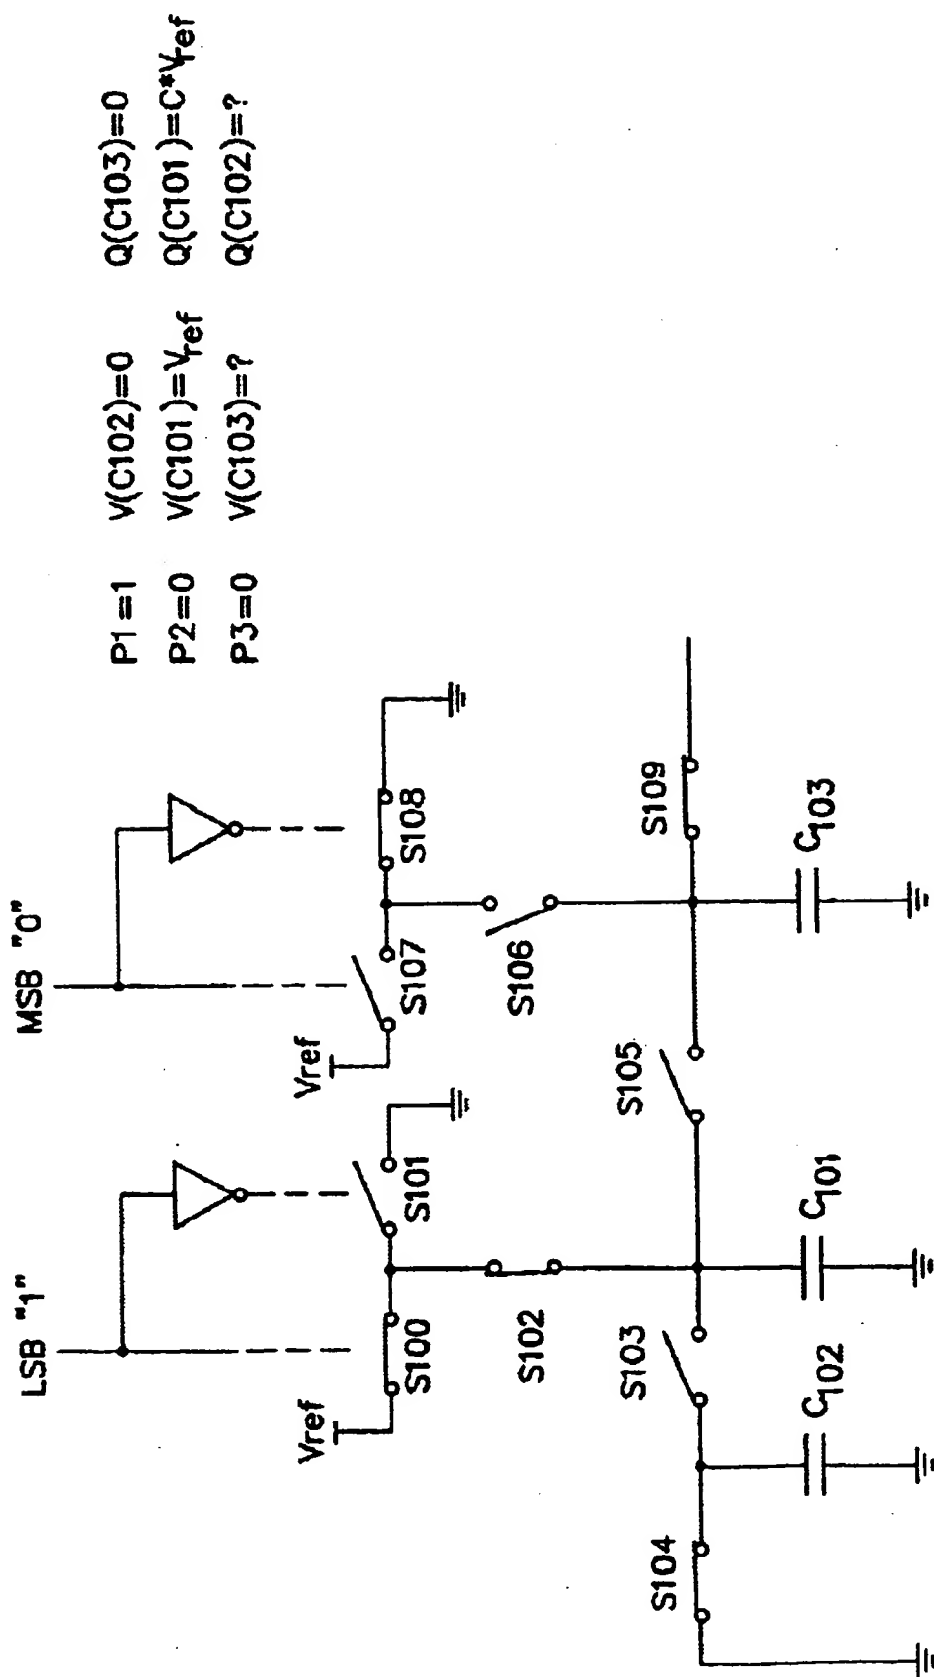 P1=1 V(C102)=0 Q(C103)=0
P2=0 V(C101)=Vref Q(C101)=C*Vref
P3=0 V(C103)=? Q(C102)=?
LSB "1"
MSB "0"
Vref
S100
S101
Vref
S107
S108
S102
S106
S104
S103
S105
S109
C102
C101
C103